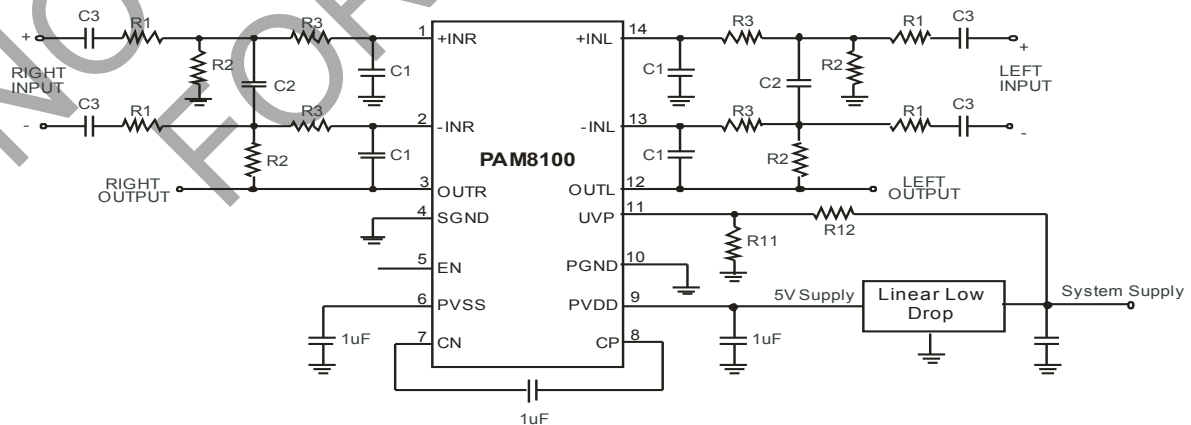 C3 R1 R3 1 +INR 14 +INL R3 R1 C3
+ R2 C2 C1 C1 C2 R2 +
RIGHT INPUT
LEFT INPUT
C3 R1 R3 2 -INR 13 -INL R3 R1 C3
- R2 C1 C1 R2 -
PAM8100
RIGHT OUTPUT 3 OUTR 12 OUTL LEFT OUTPUT
4 SGND 11 UVP R11 R12
5 EN 10 PGND
6 PVSS 9 PVDD 5V Supply Linear Low Drop System Supply
1uF 7 CN 8 CP 1uF
1uF
NO
FOR